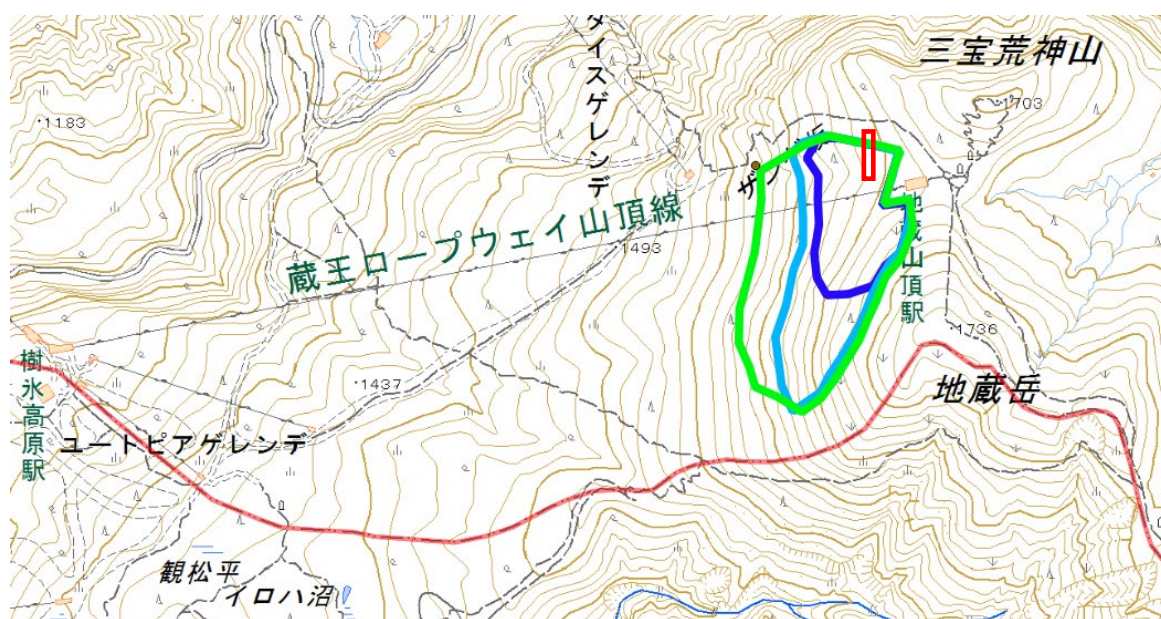 三宝荒神山
・1703
・1183
タイスゲレンデ
ザンゲ坂
蔵王ロープウェイ山頂線
・1493
地蔵山頂駅
・1736
地蔵岳
樹氷高原駅
・1437
ユートピアゲレンデ
観松平
イロハ沼